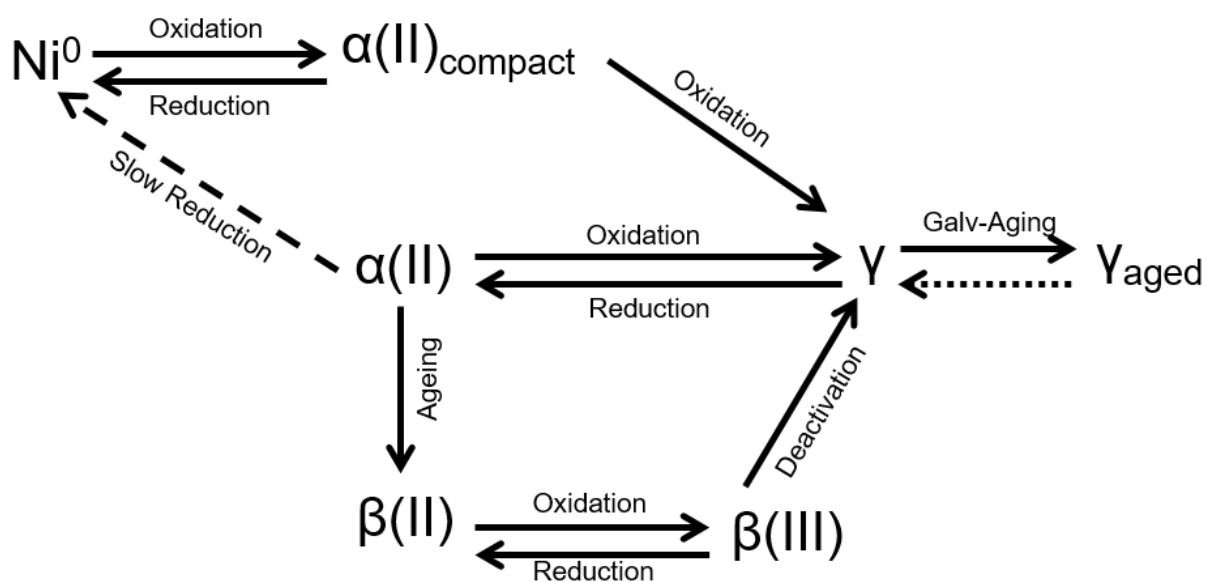 Ni⁰
Oxidation
Reduction
α(II)compact
Oxidation
Slow Reduction
α(II)
Oxidation
Reduction
γ
Galv-Aging
γaged
Ageing
Deactivation
β(II)
Oxidation
Reduction
β(III)